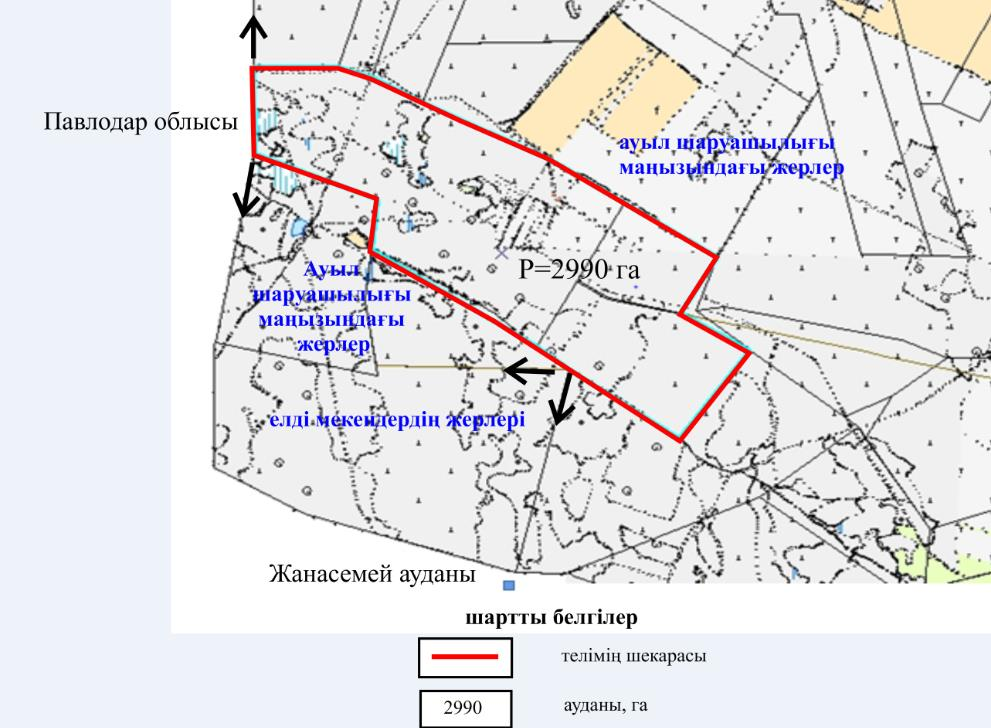 Павлодар облысы
ауыл шаруашылығы
маңызындағы жерлер
Р=2990 га
Ауыл
шаруашылығы
маңызындағы
жерлер
елді мекендердің жерлері
Жанасемей ауданы
шартты белгілер
телімің шекарасы
2990
ауданы, га